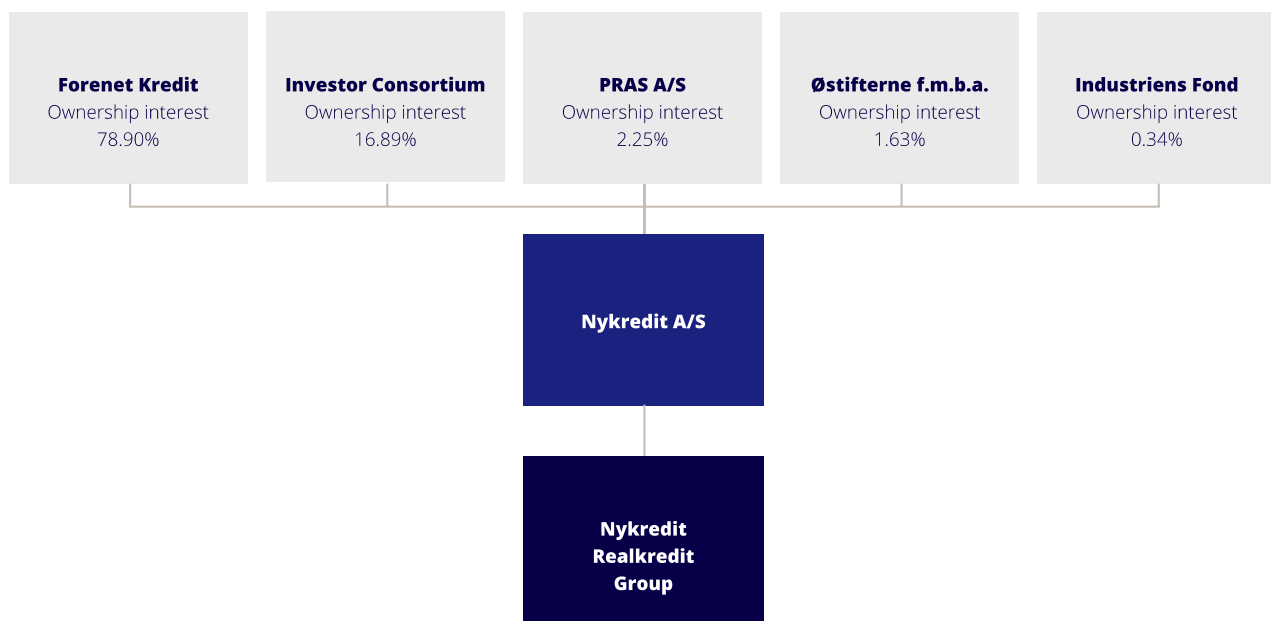 Forenet Kredit
Ownership interest
78.90%
Investor Consortium
Ownership interest
16.89%
PRAS A/S
Ownership interest
2.25%
Østifterne f.m.b.a.
Ownership interest
1.63%
Industriens Fond
Ownership interest
0.34%
Nykredit A/S
Nykredit
Realkredit
Group